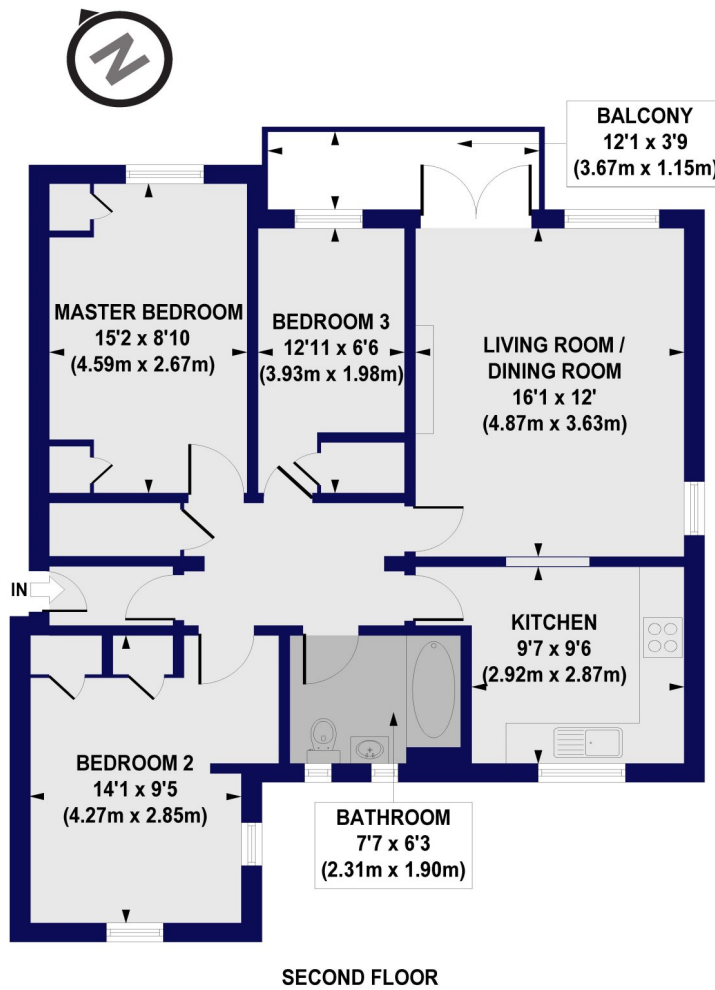 N
BALCONY
12'1 x 3'9
(3.67m x 1.15m)
MASTER BEDROOM
15'2 x 8'10
(4.59m x 2.67m)
BEDROOM 3
12'11 x 6'6
(3.93m x 1.98m)
LIVING ROOM /
DINING ROOM
16'1 x 12'
(4.87m x 3.63m)
IN
KITCHEN
9'7 x 9'6
(2.92m x 2.87m)
BEDROOM 2
14'1 x 9'5
(4.27m x 2.85m)
BATHROOM
7'7 x 6'3
(2.31m x 1.90m)
SECOND FLOOR